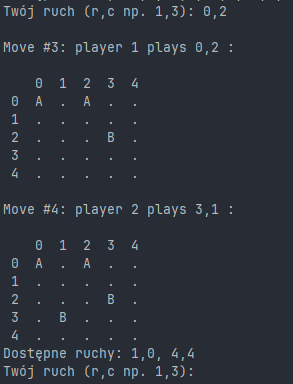 Twój ruch (r,c np. 1,3): 0,2
Move #3: player 1 plays 0,2 :
0 1 2 3 4
0 A . A . .
1 . . . . .
2 . . . B .
3 . . . . .
4 . . . . .
Move #4: player 2 plays 3,1 :
0 1 2 3 4
0 A . A . .
1 . . . . .
2 . . . B .
3 . B . . .
4 . . . . .
Dostępne ruchy: 1,0, 4,4
Twój ruch (r,c np. 1,3):